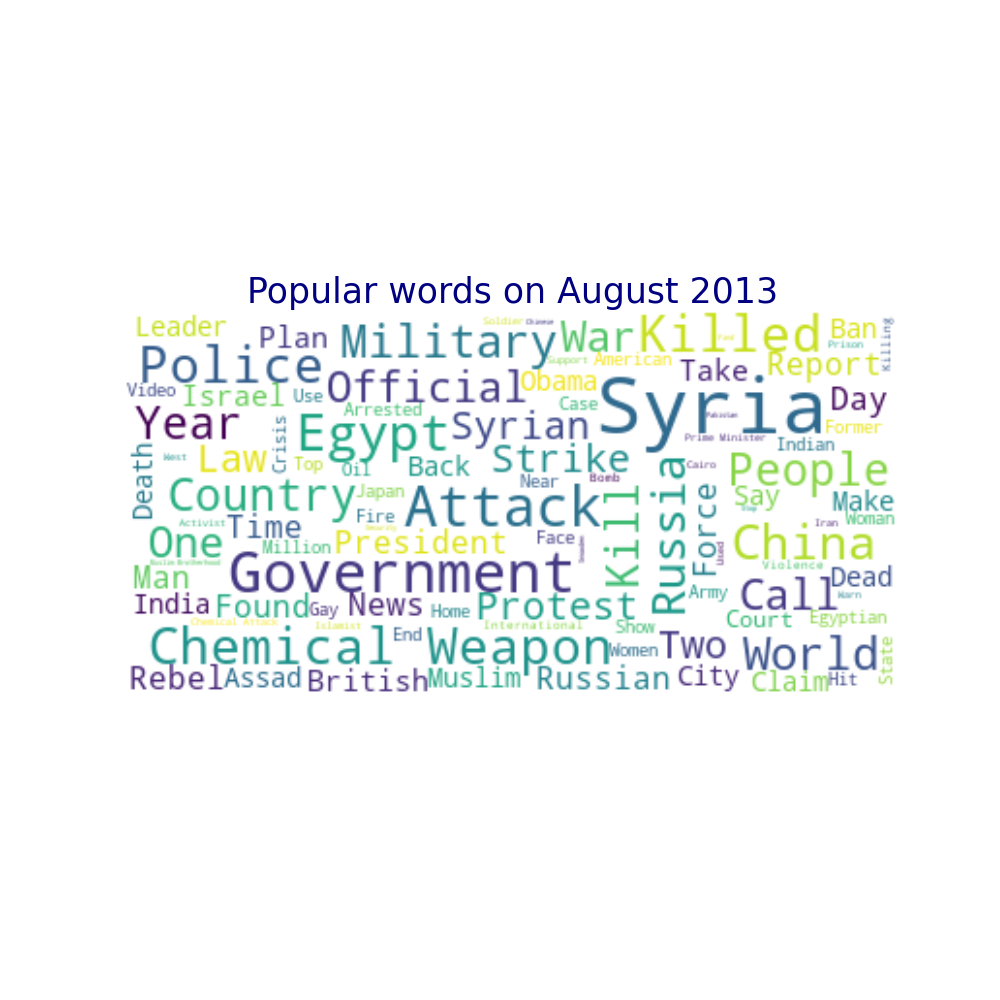 Popular words on August 2013
Leader Plan Military War Killed Ban Killing
Soldier Chinese Support American Prison
Police Official Obama Take Report
Video Israel Use Arrested Case Syria Day
Year Crisis Egypt Syrian Pakistan Former
Prime Minister Indian
Death West Law Top Oil Back Strike Cairo People
Country Japan Attack Near Bomb Kill Russia Force Say Make
Activist Time Fire Security Iran Woman
One Million President Face Snowden Used China
Muslim Brotherhood Violence
Man Government Army Call Dead Warn
India Found Gay News Home Protest Court Egyptian
Chemical Attack Islamist International Show
Chemical End Weapon Women Two World State
Rebel Assad British Muslim Russian City Claim Hit